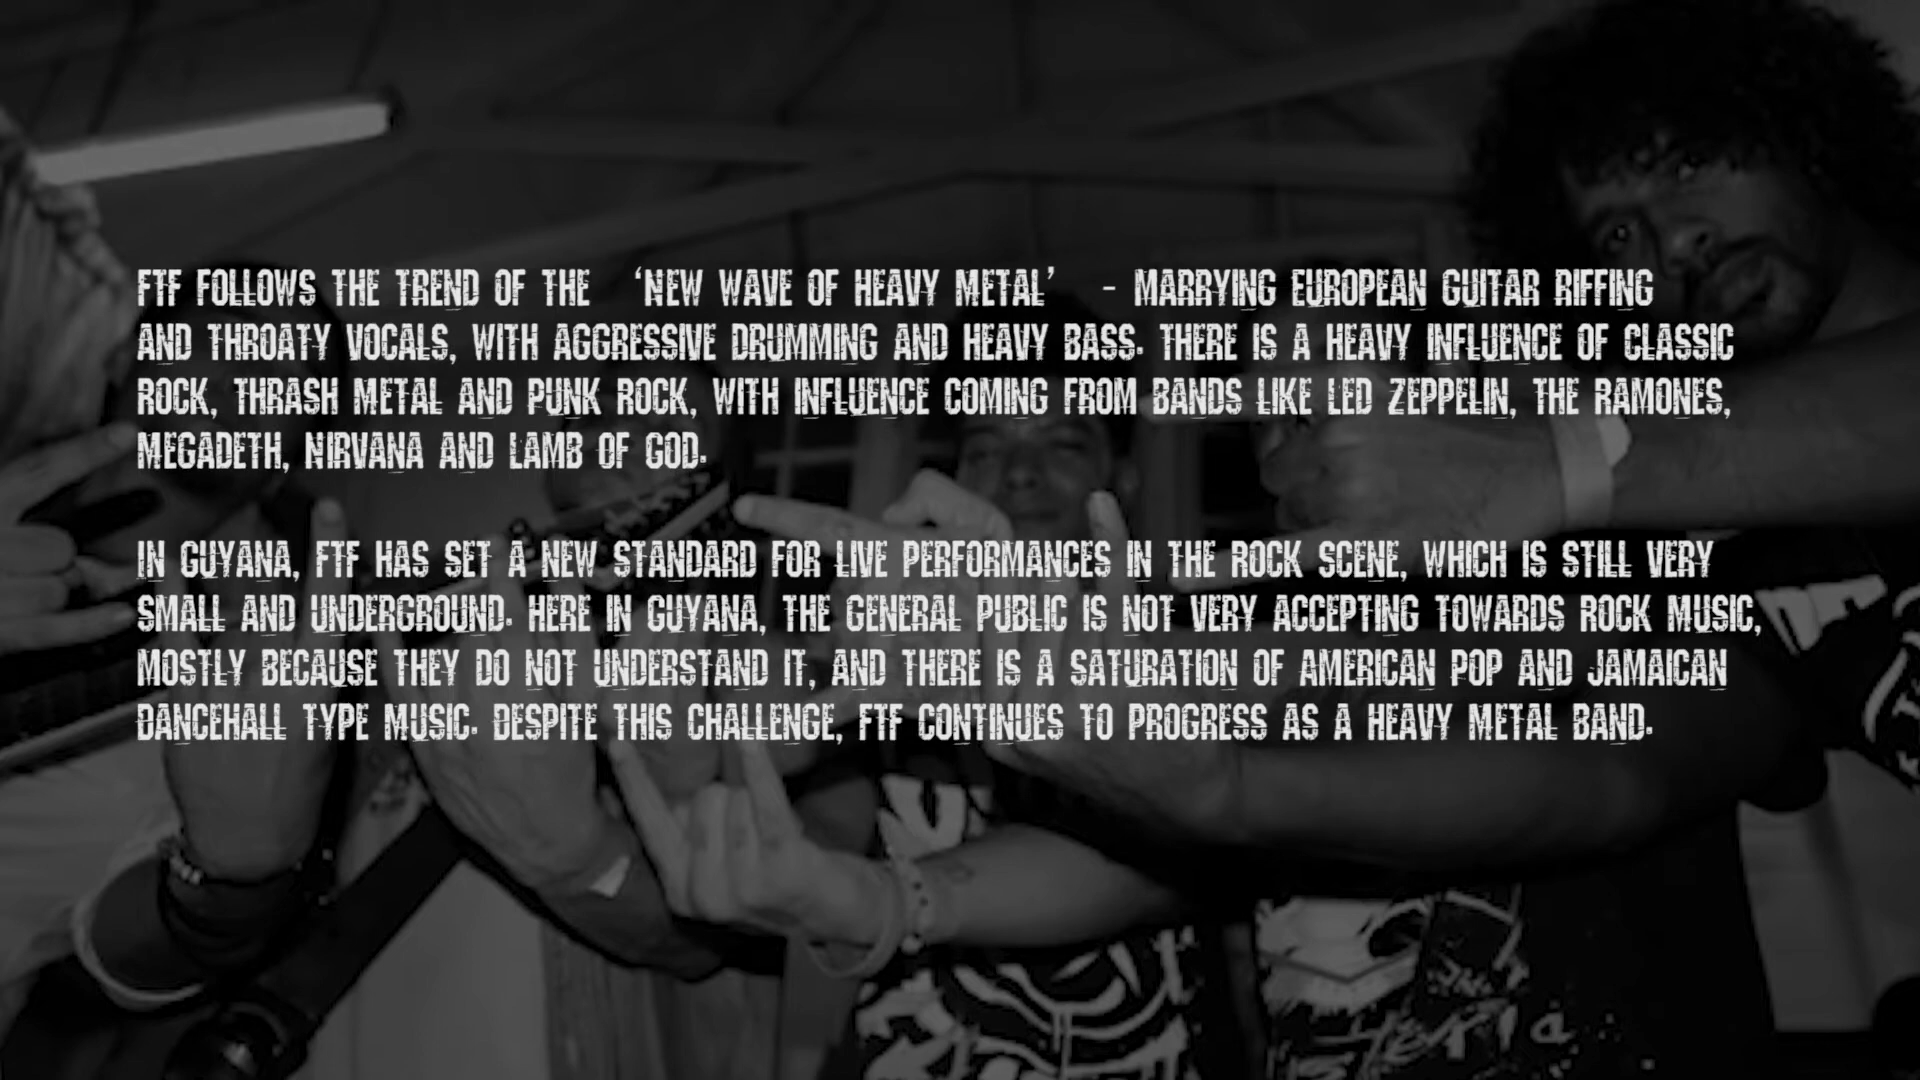 FTF FOLLOWS THE TREND OF THE ‘NEW WAVE OF HEAVY METAL’ - MARRYING EUROPEAN GUITAR RIFFING
AND THROATY VOCALS, WITH AGGRESSIVE DRUMMING AND HEAVY BASS. THERE IS A HEAVY INFLUENCE OF CLASSIC
ROCK, THRASH METAL AND PUNK ROCK, WITH INFLUENCE COMING FROM BANDS LIKE LED ZEPPELIN, THE RAMONES,
MEGADETH, NIRVANA AND LAMB OF GOD.
IN GUYANA, FTF HAS SET A NEW STANDARD FOR LIVE PERFORMANCES IN THE ROCK SCENE, WHICH IS STILL VERY
SMALL AND UNDERGROUND. HERE IN GUYANA, THE GENERAL PUBLIC IS NOT VERY ACCEPTING TOWARDS ROCK MUSIC,
MOSTLY BECAUSE THEY DO NOT UNDERSTAND IT, AND THERE IS A SATURATION OF AMERICAN POP AND JAMAICAN
DANCEHALL TYPE MUSIC. DESPITE THIS CHALLENGE, FTF CONTINUES TO PROGRESS AS A HEAVY METAL BAND.